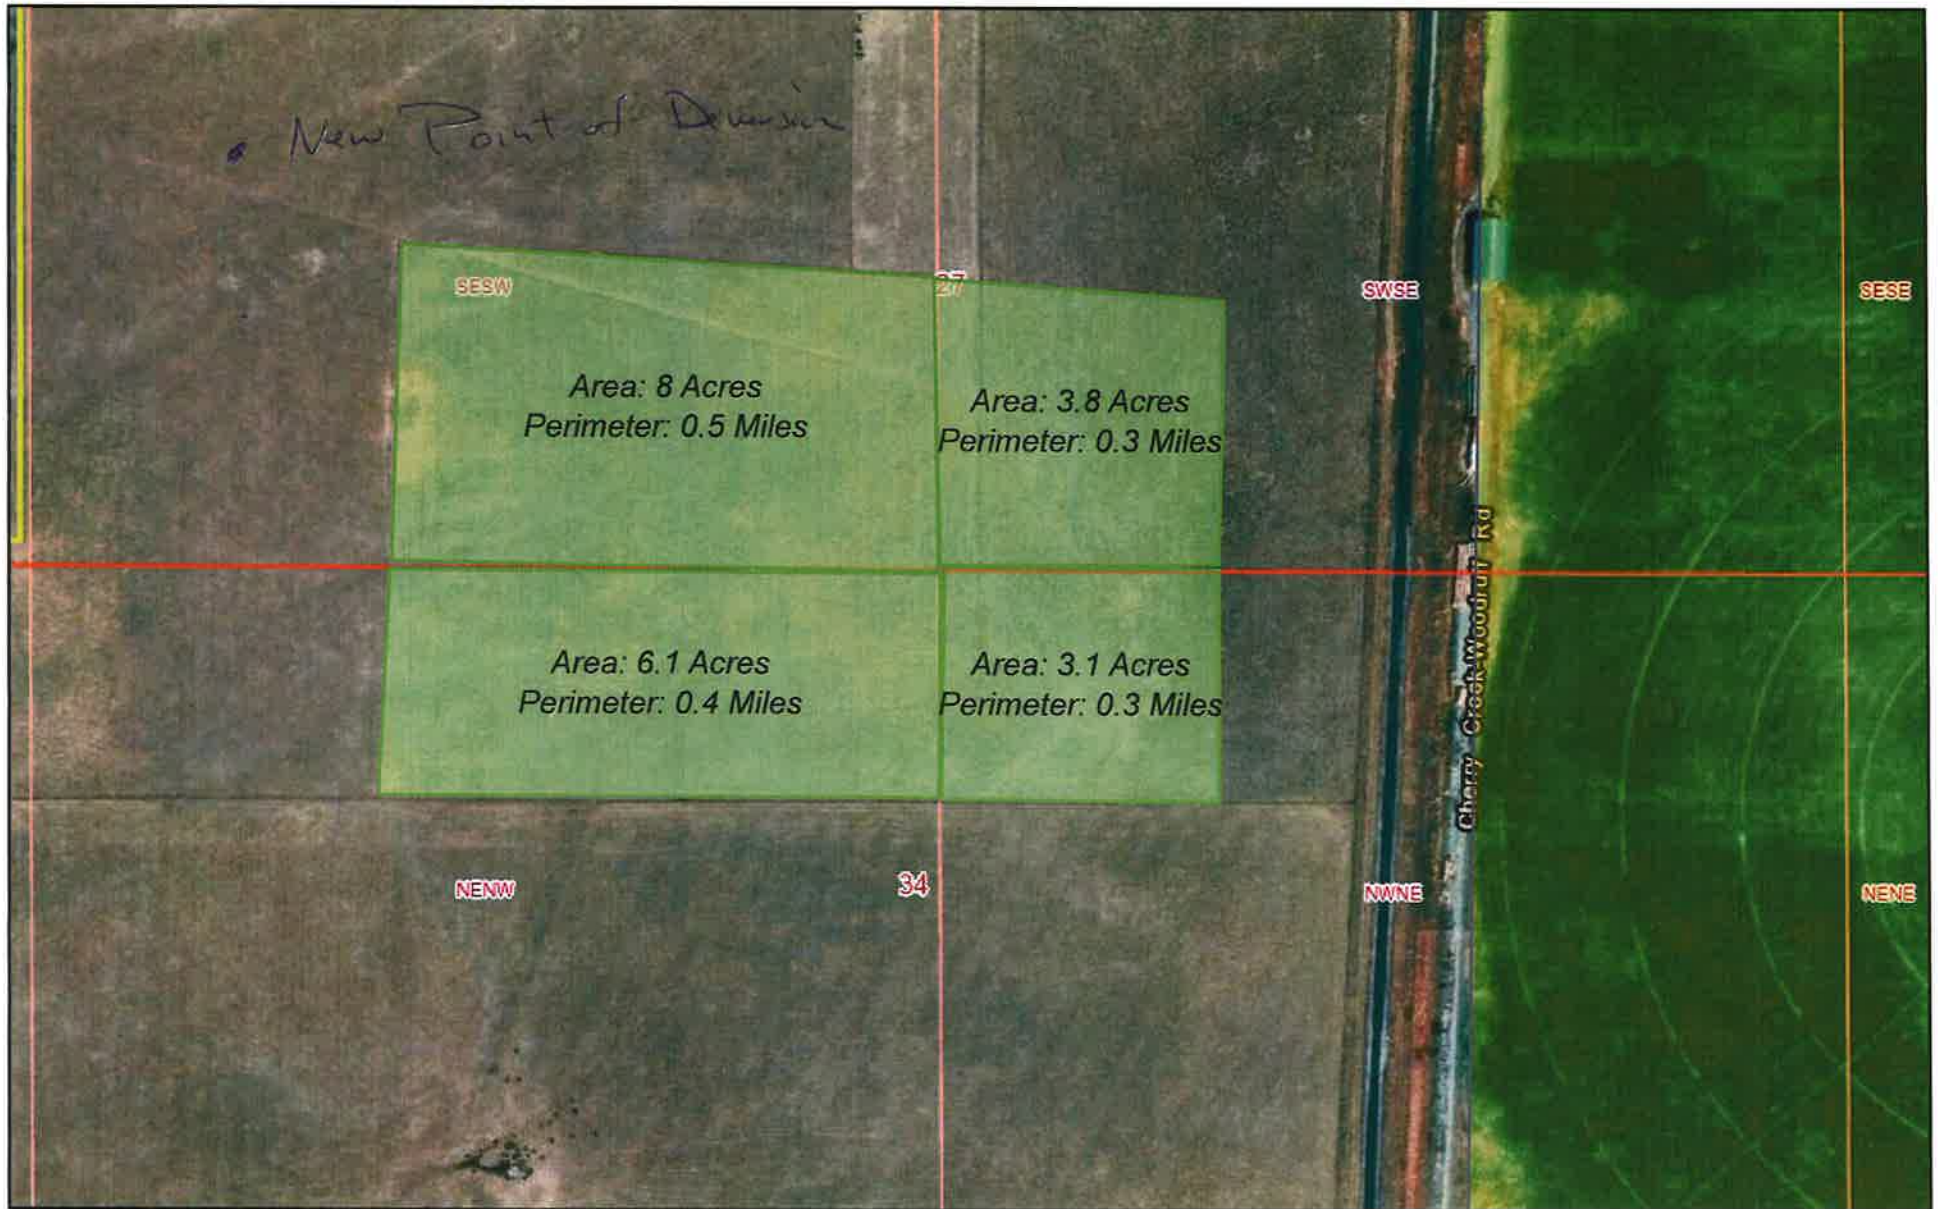 • New Point of Diversion
SESW
27
SWSE
SESE
Area: 8 Acres
Perimeter: 0.5 Miles
Area: 3.8 Acres
Perimeter: 0.3 Miles
Cherry Creek-Woodruff Rd
Area: 6.1 Acres
Perimeter: 0.4 Miles
Area: 3.1 Acres
Perimeter: 0.3 Miles
NENW
34
NWNE
NENE